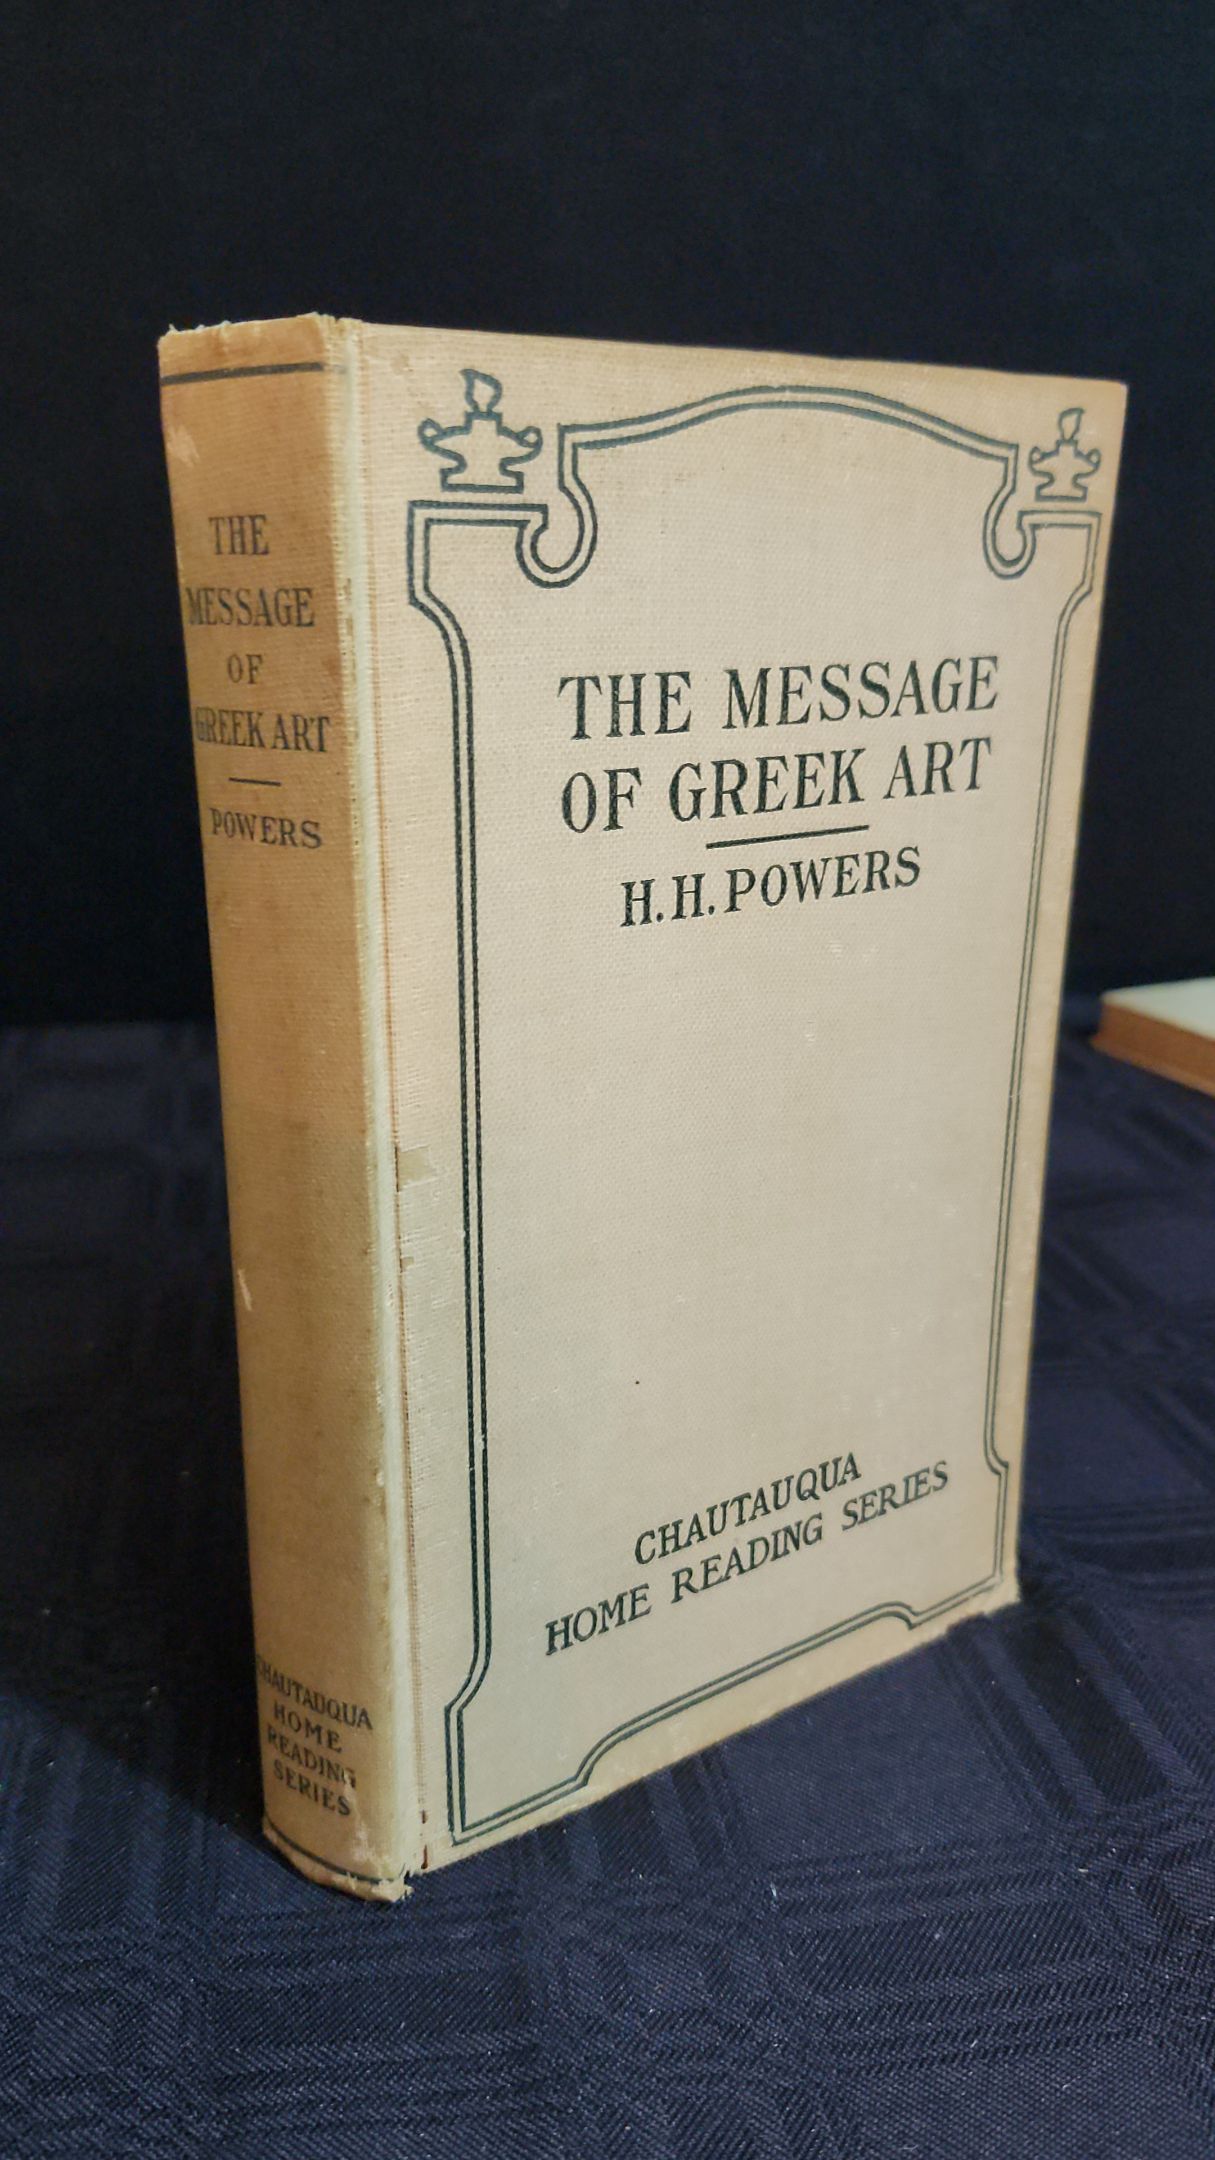 THE
MESSAGE
OF
GREEK ART
POWERS
CHAUTAUQUA
HOME
READING
SERIES
THE MESSAGE
OF GREEK ART
H. H. POWERS
CHAUTAUQUA
HOME READING SERIES